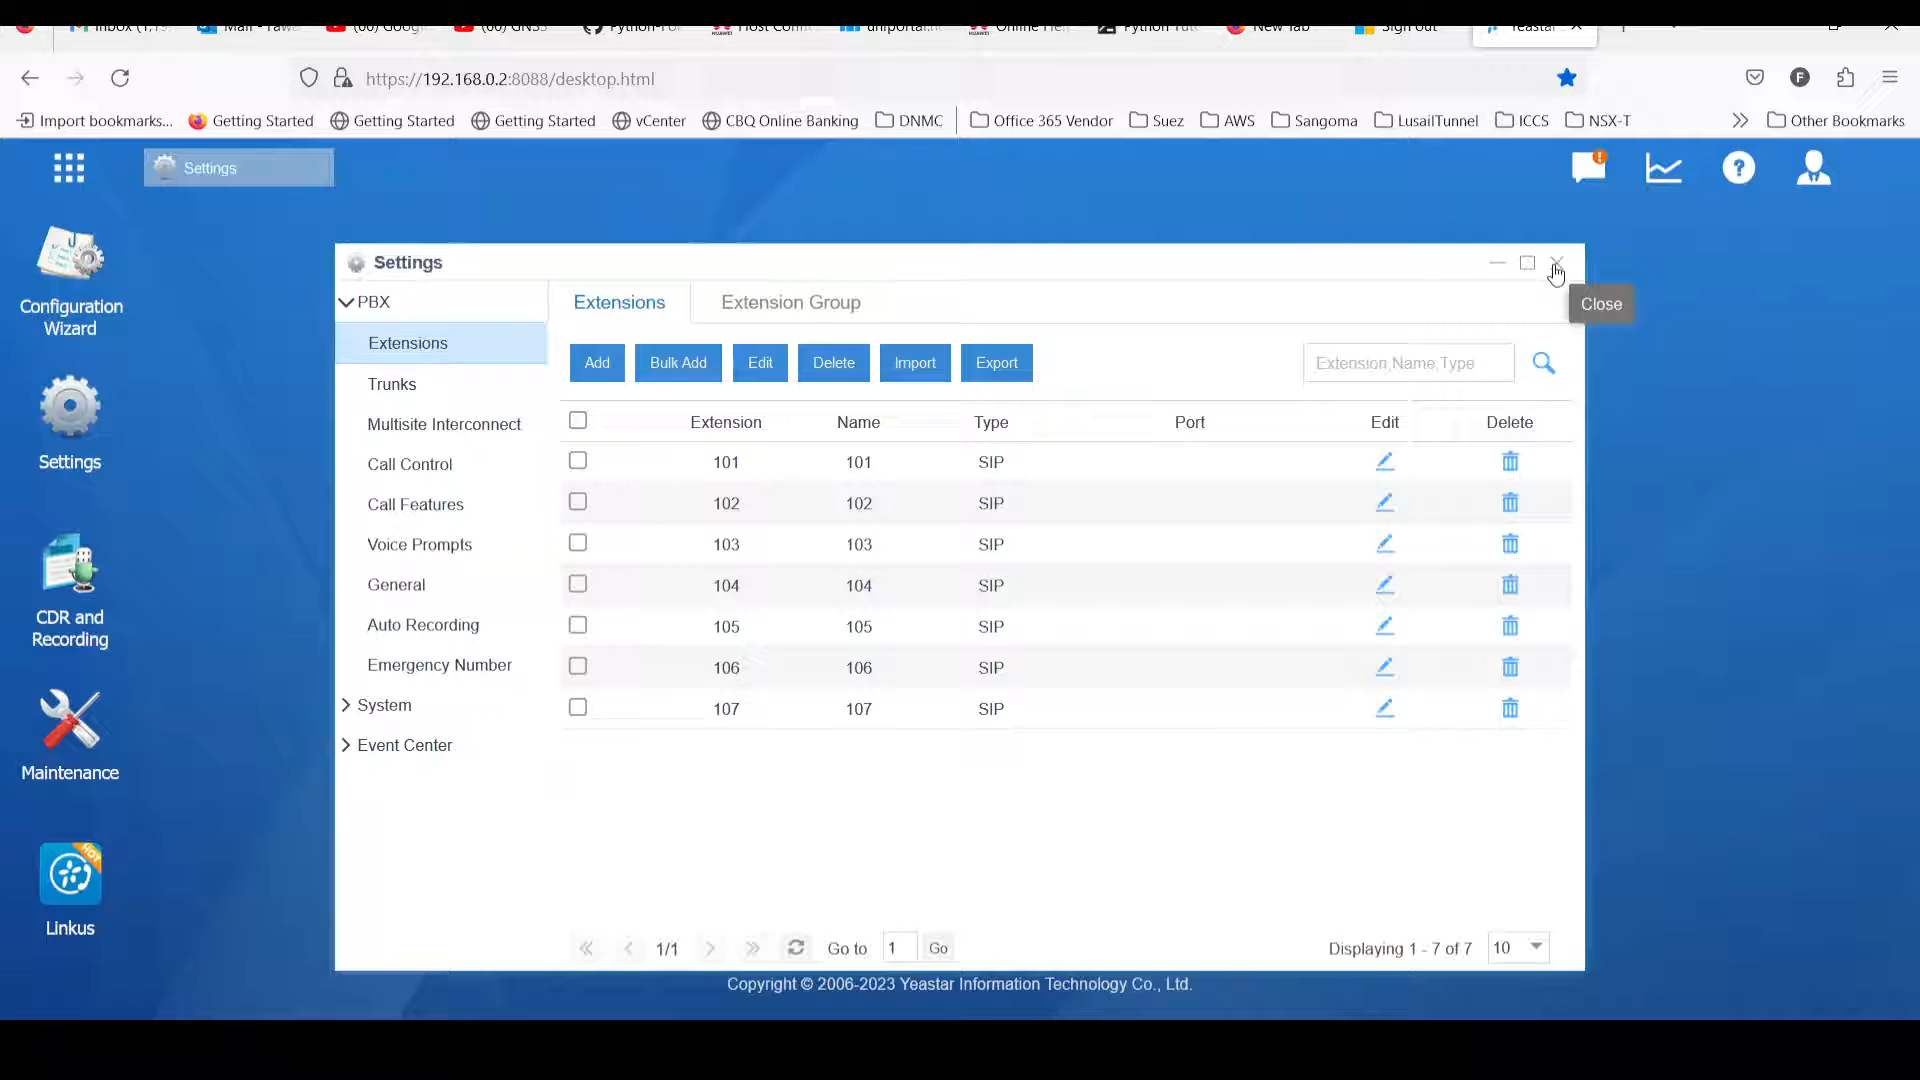 https://192.168.0.2:8088/desktop.html
Import bookmarks... Getting Started Getting Started Getting Started vCenter CBQ Online Banking DNMC Office 365 Vendor Suez AWS Sangoma LusailTunnel ICCS NSX-T Other Bookmarks
Settings
Configuration
Wizard
Settings
CDR and
Recording
Maintenance
HOT
Linkus
Settings
Close
PBX
Extensions
Trunks
Multisite Interconnect
Call Control
Call Features
Voice Prompts
General
Auto Recording
Emergency Number
System
Event Center
Extensions Extension Group
Add Bulk Add Edit Delete Import Export Extension,Name,Type
Extension Name Type Port Edit Delete
101 101 SIP
102 102 SIP
103 103 SIP
104 104 SIP
105 105 SIP
106 106 SIP
107 107 SIP
1/1 Go to 1 Go Displaying 1 - 7 of 7 10
Copyright © 2006-2023 Yeastar Information Technology Co., Ltd.